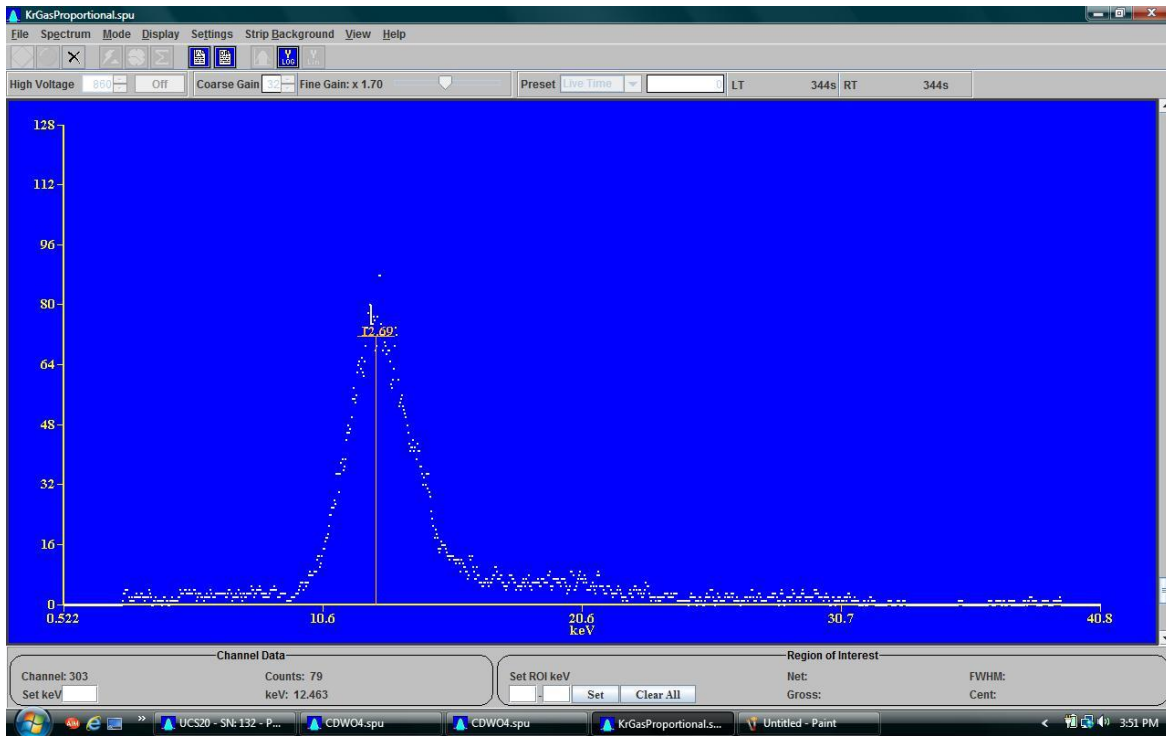 KrGasProportional.spu
File Spectrum Mode Display Settings Strip Background View Help
Y LOG
High Voltage 860 Off Coarse Gain 32 Fine Gain: x 1.70 Preset Live Time 0 LT 344s RT 344s
128
112
96
80
12.69
64
48
32
16
0
0.522 10.6 20.6 30.7 40.8
keV
Channel Data Region of Interest
Channel: 303 Counts: 79 Set ROI keV Net: FWHM:
Set keV keV: 12.463 - Set Clear All Gross: Cent:
AIM » UCS20 - SN: 132 - P... CDWO4.spu CDWO4.spu KrGasProportional.s... Untitled - Paint < 3:51 PM